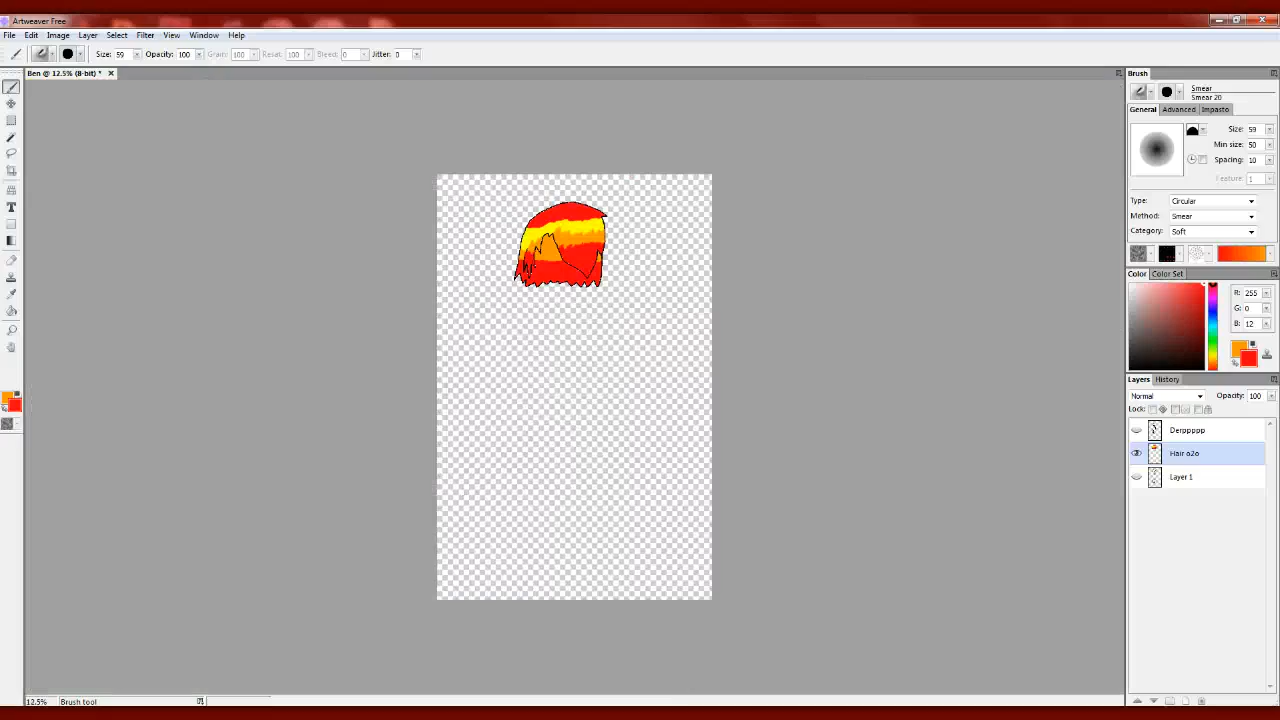 Artweaver Free
File Edit Image Layer Select Filter View Window Help
Size: 59 Opacity: 100 Grain: 100 Resat: 100 Bleed: 0 Jitter: 0
Ben @ 12.5% (8-bit) *
Brush
Smear
Smear 20
General Advanced Impasto
Size: 59
Min size: 50
Spacing: 10
Feature: 1
Type: Circular
Method: Smear
Category: Soft
Color Color Set
R: 255
G: 0
B: 12
Layers History
Normal Opacity: 100
Lock:
Derppppp
Hair o2o
Layer 1
12.5% Brush tool